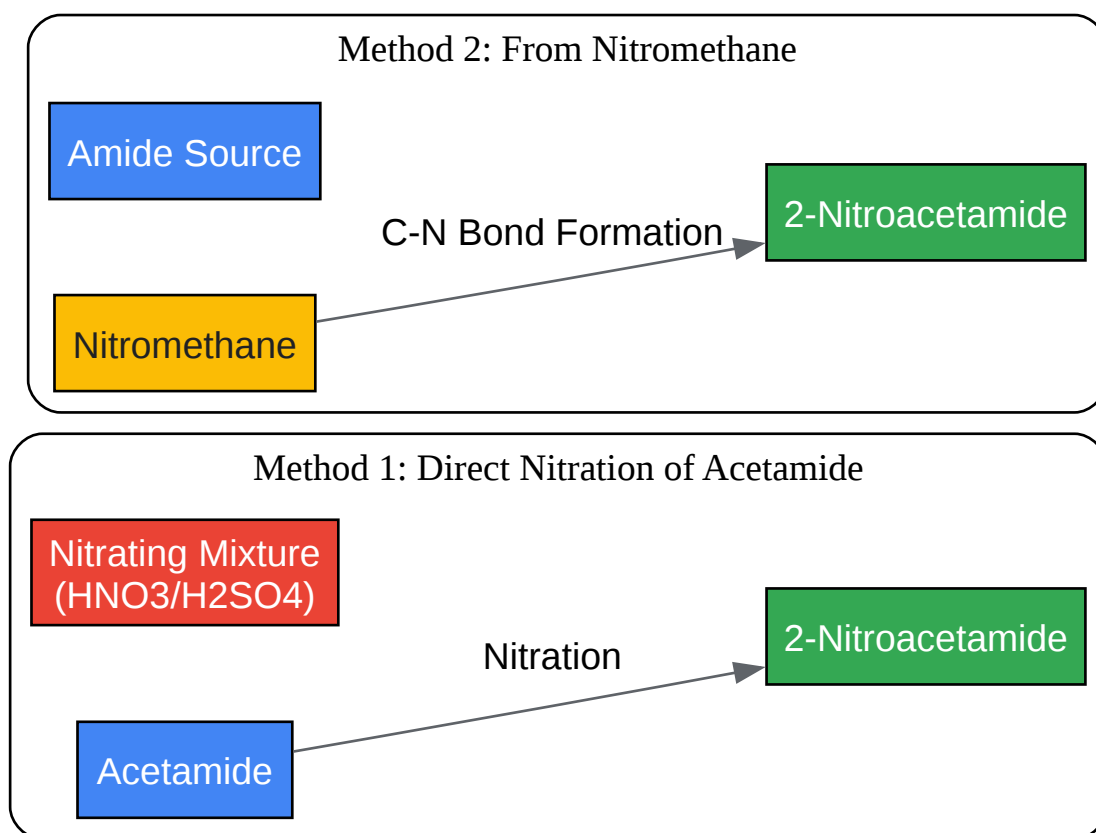 Method 2: From Nitromethane
Amide Source
2-Nitroacetamide
C-N Bond Formation
Nitromethane
Method 1: Direct Nitration of Acetamide
Nitrating Mixture
(HNO3/H2SO4)
2-Nitroacetamide
Nitration
Acetamide